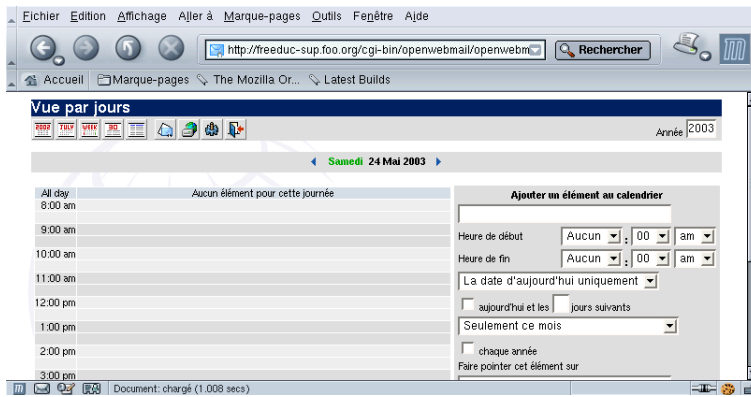 Fichier Edition Affichage Aller à Marque-pages Outils Fenêtre Aide
http://freeduc-sup.foo.org/cgi-bin/openwebmail/openwebm
Rechercher
Accueil Marque-pages The Mozilla Or... Latest Builds
Vue par jours
2002 TULY WEEK 30
Année 2003
Samedi 24 Mai 2003
All day Aucun élément pour cette journée
8:00 am
9:00 am
10:00 am
11:00 am
12:00 pm
1:00 pm
2:00 pm
3:00 pm
Ajouter un élément au calendrier
Heure de début Aucun : 00 am
Heure de fin Aucun : 00 am
La date d'aujourd'hui uniquement
aujourd'hui et les jours suivants
Seulement ce mois
chaque année
Faire pointer cet élément sur
Document: chargé (1.008 secs)